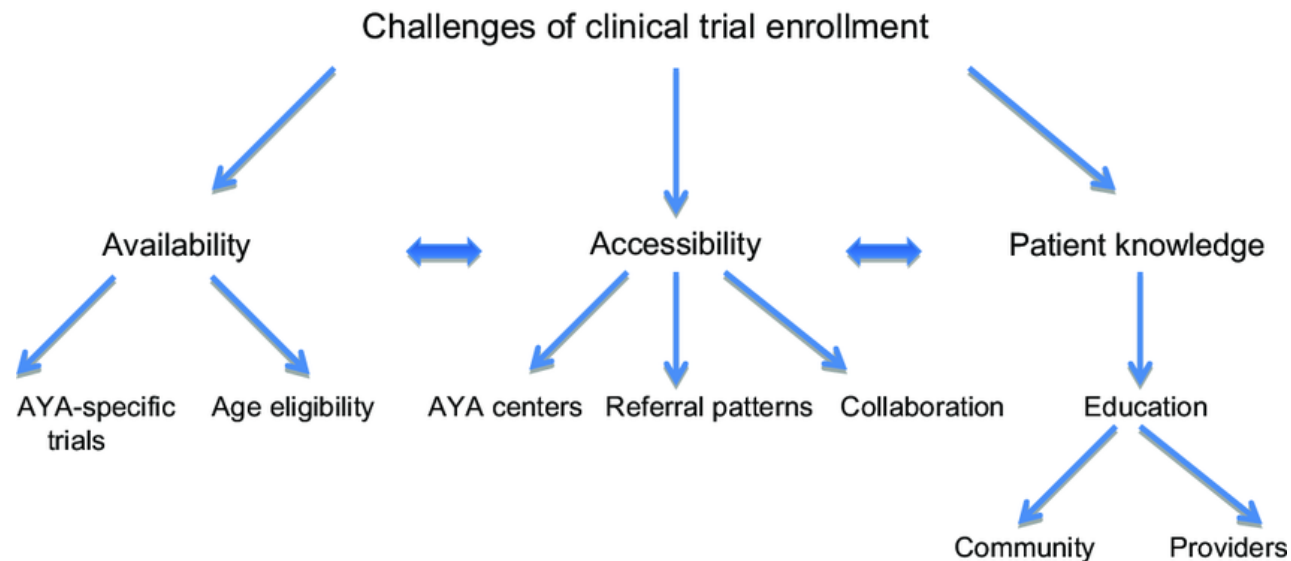 Challenges of clinical trial enrollment
Availability
Accessibility
Patient knowledge
AYA-specific
trials
Age eligibility
AYA centers
Referral patterns
Collaboration
Education
Community
Providers